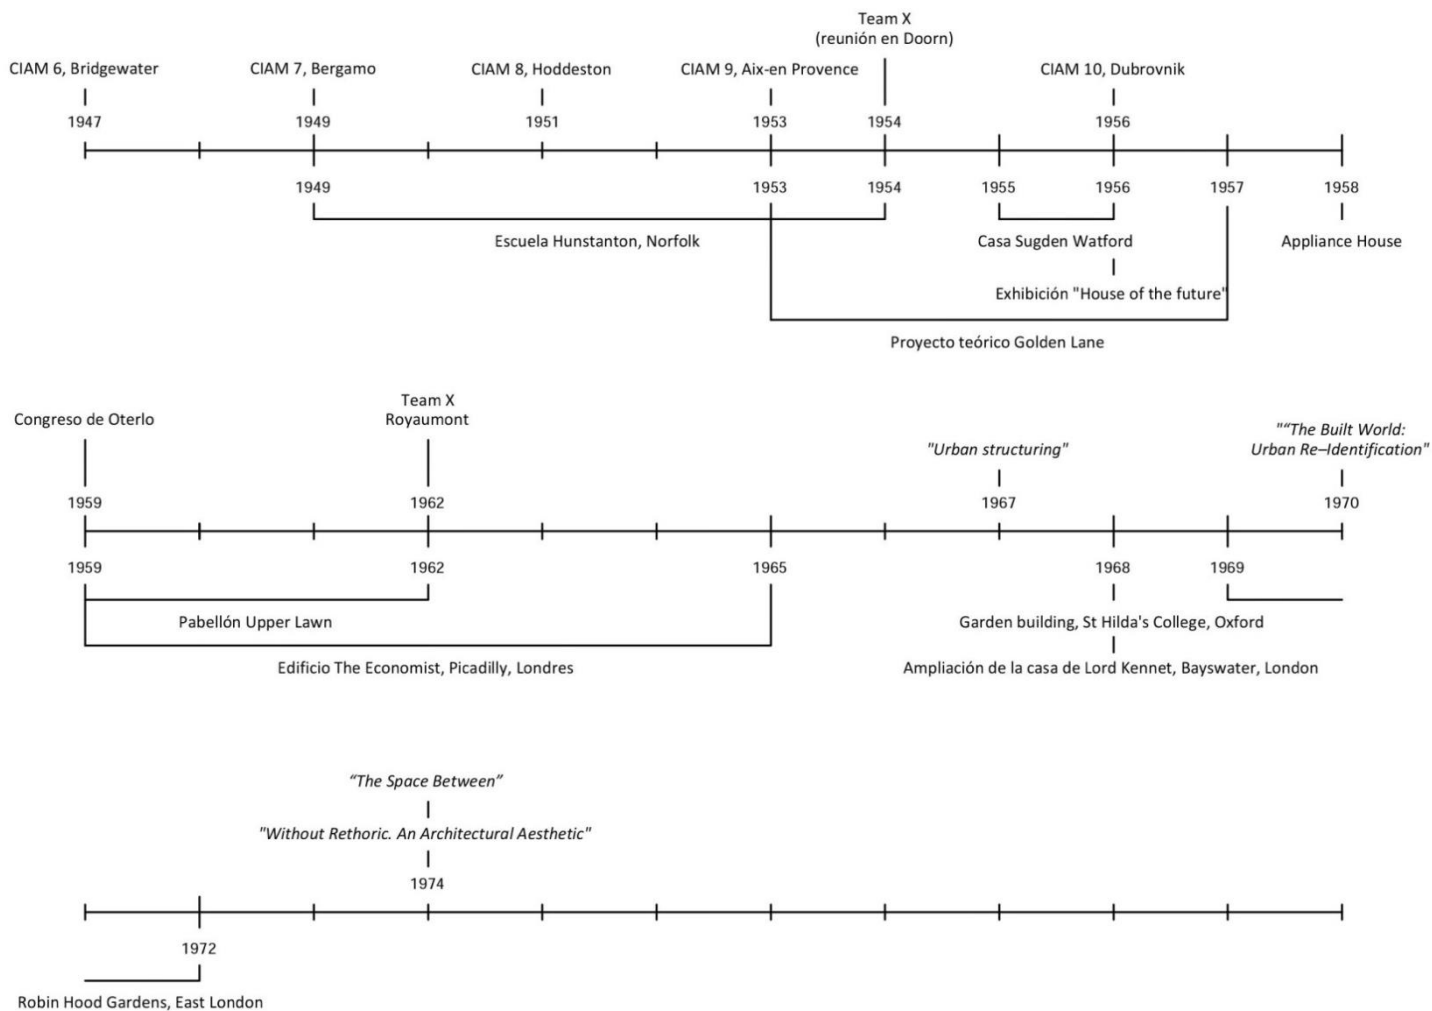 Team X
(reunión en Doorn)
CIAM 6, Bridgewater
CIAM 7, Bergamo
CIAM 8, Hoddeston
CIAM 9, Aix-en Provence
CIAM 10, Dubrovnik
1947
1949
1951
1953
1954
1956
1949
1953
1954
1955
1956
1957
1958
Escuela Hunstanton, Norfolk
Casa Sugden Watford
Appliance House
Exhibición "House of the future"
Proyecto teórico Golden Lane
Congreso de Oterlo
Team X
Royaumont
"Urban structuring"
"“The Built World:
Urban Re–Identification"
1959
1962
1967
1970
1959
1962
1965
1968
1969
Pabellón Upper Lawn
Garden building, St Hilda's College, Oxford
Edificio The Economist, Picadilly, Londres
Ampliación de la casa de Lord Kennet, Bayswater, London
“The Space Between”
"Without Rethoric. An Architectural Aesthetic"
1974
1972
Robin Hood Gardens, East London